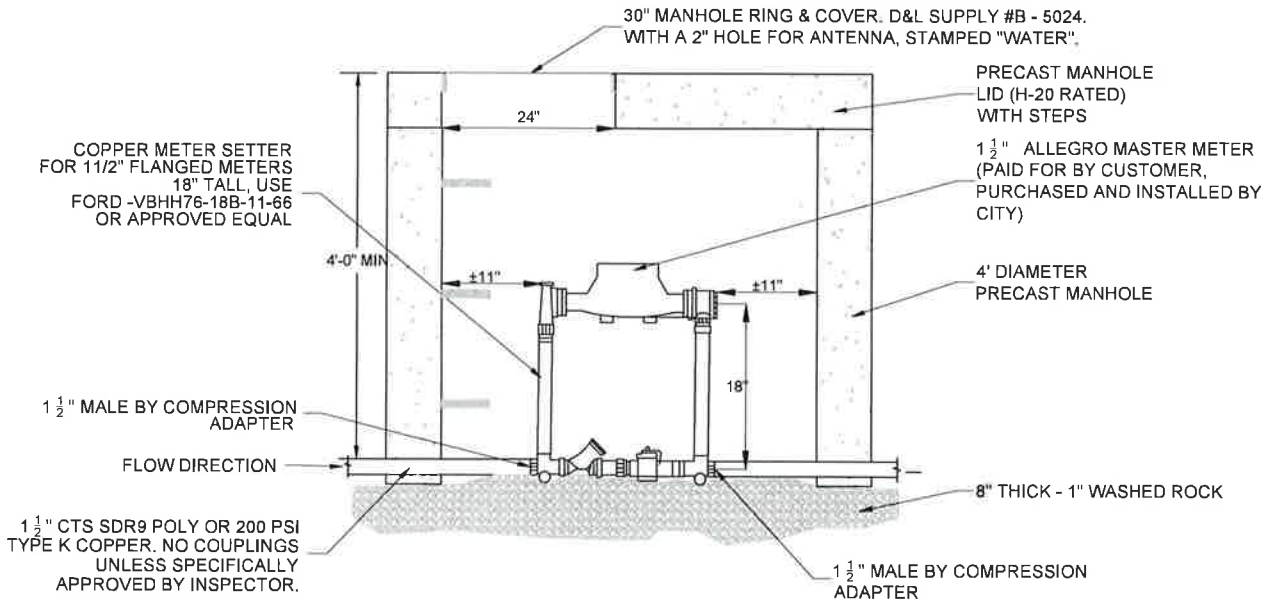 30" MANHOLE RING & COVER. D&L SUPPLY #B - 5024.
WITH A 2" HOLE FOR ANTENNA, STAMPED "WATER".
PRECAST MANHOLE
LID (H-20 RATED)
WITH STEPS
24"
COPPER METER SETTER
FOR 11/2" FLANGED METERS
18" TALL, USE
FORD -VBHH76-18B-11-66
OR APPROVED EQUAL
1 1/2" ALLEGRO MASTER METER
(PAID FOR BY CUSTOMER,
PURCHASED AND INSTALLED BY
CITY)
4'-0" MIN
±11"
±11"
4' DIAMETER
PRECAST MANHOLE
18"
1 1/2" MALE BY COMPRESSION
ADAPTER
FLOW DIRECTION
8" THICK - 1" WASHED ROCK
1 1/2" CTS SDR9 POLY OR 200 PSI
TYPE K COPPER. NO COUPLINGS
UNLESS SPECIFICALLY
APPROVED BY INSPECTOR.
1 1/2" MALE BY COMPRESSION
ADAPTER